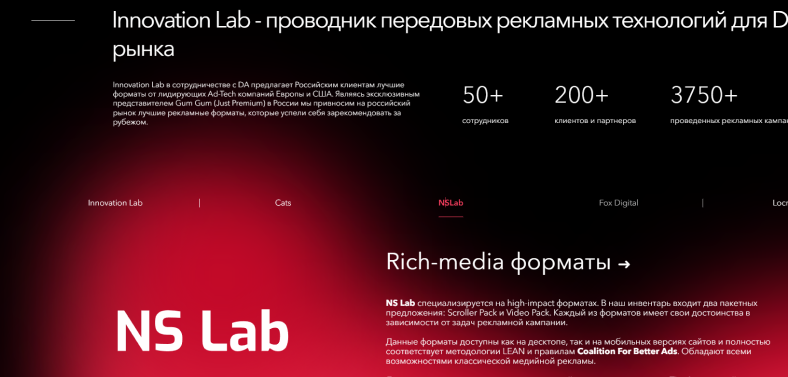 Innovation Lab - проводник передовых рекламных технологий для D
рынка
Innovation Lab в сотрудничестве с DA предлагает Российским клиентам лучшие
форматы от лидирующих Ad-Tech компаний Европы и США. Являясь эксклюзивным
представителем Gum Gum (Just Premium) в России мы привносим на российский
рынок лучшие рекламные форматы, которые успели себя зарекомендовать за
рубежом.
50+
200+
3750+
сотрудников
клиентов и партнеров
проведенных рекламных кампан
Innovation Lab | Cats NSLab Fox Digital | Locr
Rich-media форматы →
NS Lab
NS Lab специализируется на high-impact форматах. В наш инвентарь входит два пакетных
предложения: Scroller Pack и Video Pack. Каждый из форматов имеет свои достоинства в
зависимости от задач рекламной кампании.
Данные форматы доступны как на десктопе, так и на мобильных версиях сайтов и полностью
соответствует методологии LEAN и правилам Coalition For Better Ads. Обладают всеми
возможностями классической медийной рекламы.